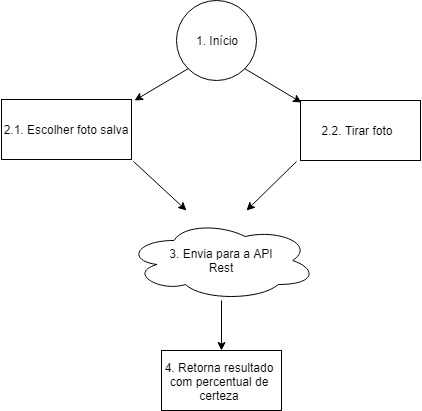 1. Início
2.1. Escolher foto salva
2.2. Tirar foto
3. Envia para a API
Rest
4. Retorna resultado
com percentual de
certeza